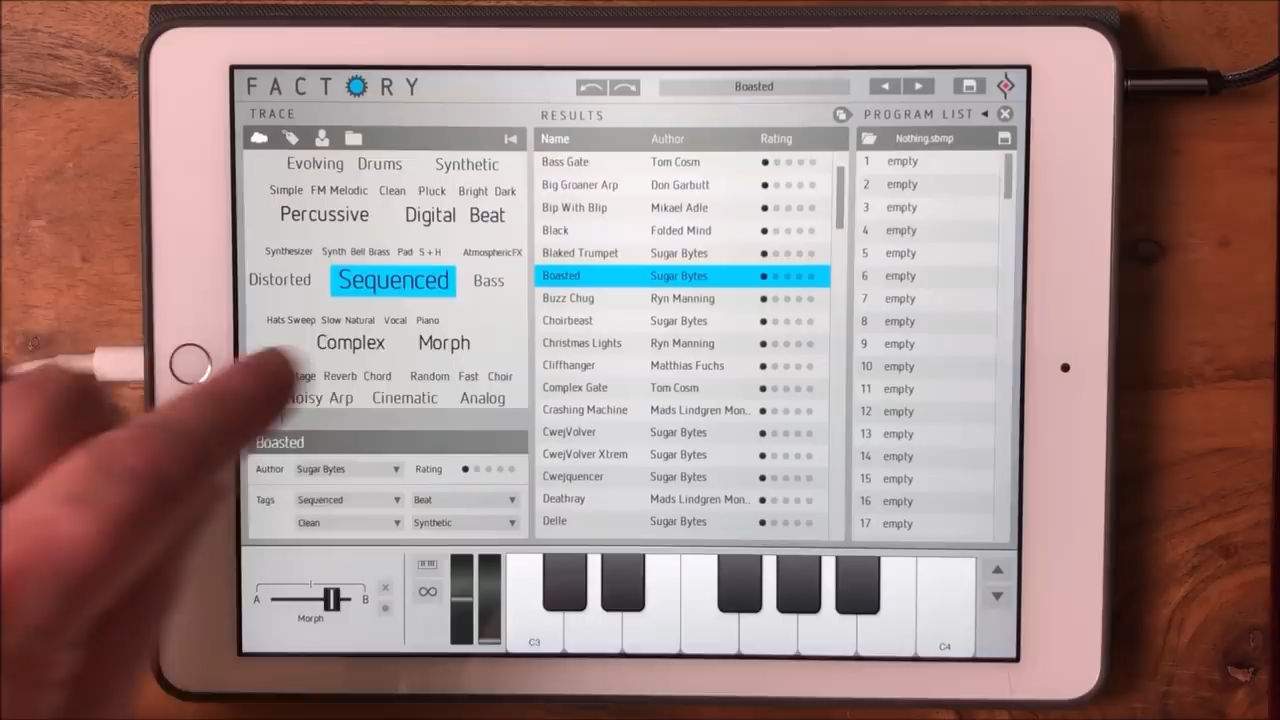 FACTORY
Boasted
TRACE
RESULTS
PROGRAM LIST
Name Author Rating
Nothing.sbmp
Evolving Drums Synthetic
Simple FM Melodic Clean Pluck Bright Dark
Percussive Digital Beat
Synthesizer Synth Bell Brass Pad S + H Atmospheric FX
Distorted Sequenced Bass
Hats Sweep Slow Natural Vocal Piano
Complex Morph
Reverb Chord Random Fast Choir
Arp Cinematic Analog
Boasted
Author Sugar Bytes Rating
Tags Sequenced Beat
Clean Synthetic
Bass Gate Tom Cosm
Big Groaner Arp Don Garbutt
Bip With Blip Mikael Adle
Black Folded Mind
Blaked Trumpet Sugar Bytes
Boasted Sugar Bytes
Buzz Chug Ryn Manning
Choirbeast Sugar Bytes
Christmas Lights Ryn Manning
Cliffhanger Matthias Fuchs
Complex Gate Tom Cosm
Crashing Machine Mads Lindgren Mon..
CwejVolver Sugar Bytes
CwejVolver Xtrem Sugar Bytes
Cwejquencer Sugar Bytes
Deathray Mads Lindgren Mon..
Delle Sugar Bytes
1 empty
2 empty
3 empty
4 empty
5 empty
6 empty
7 empty
8 empty
9 empty
10 empty
11 empty
12 empty
13 empty
14 empty
15 empty
16 empty
17 empty
A B
Morph
C3
C4